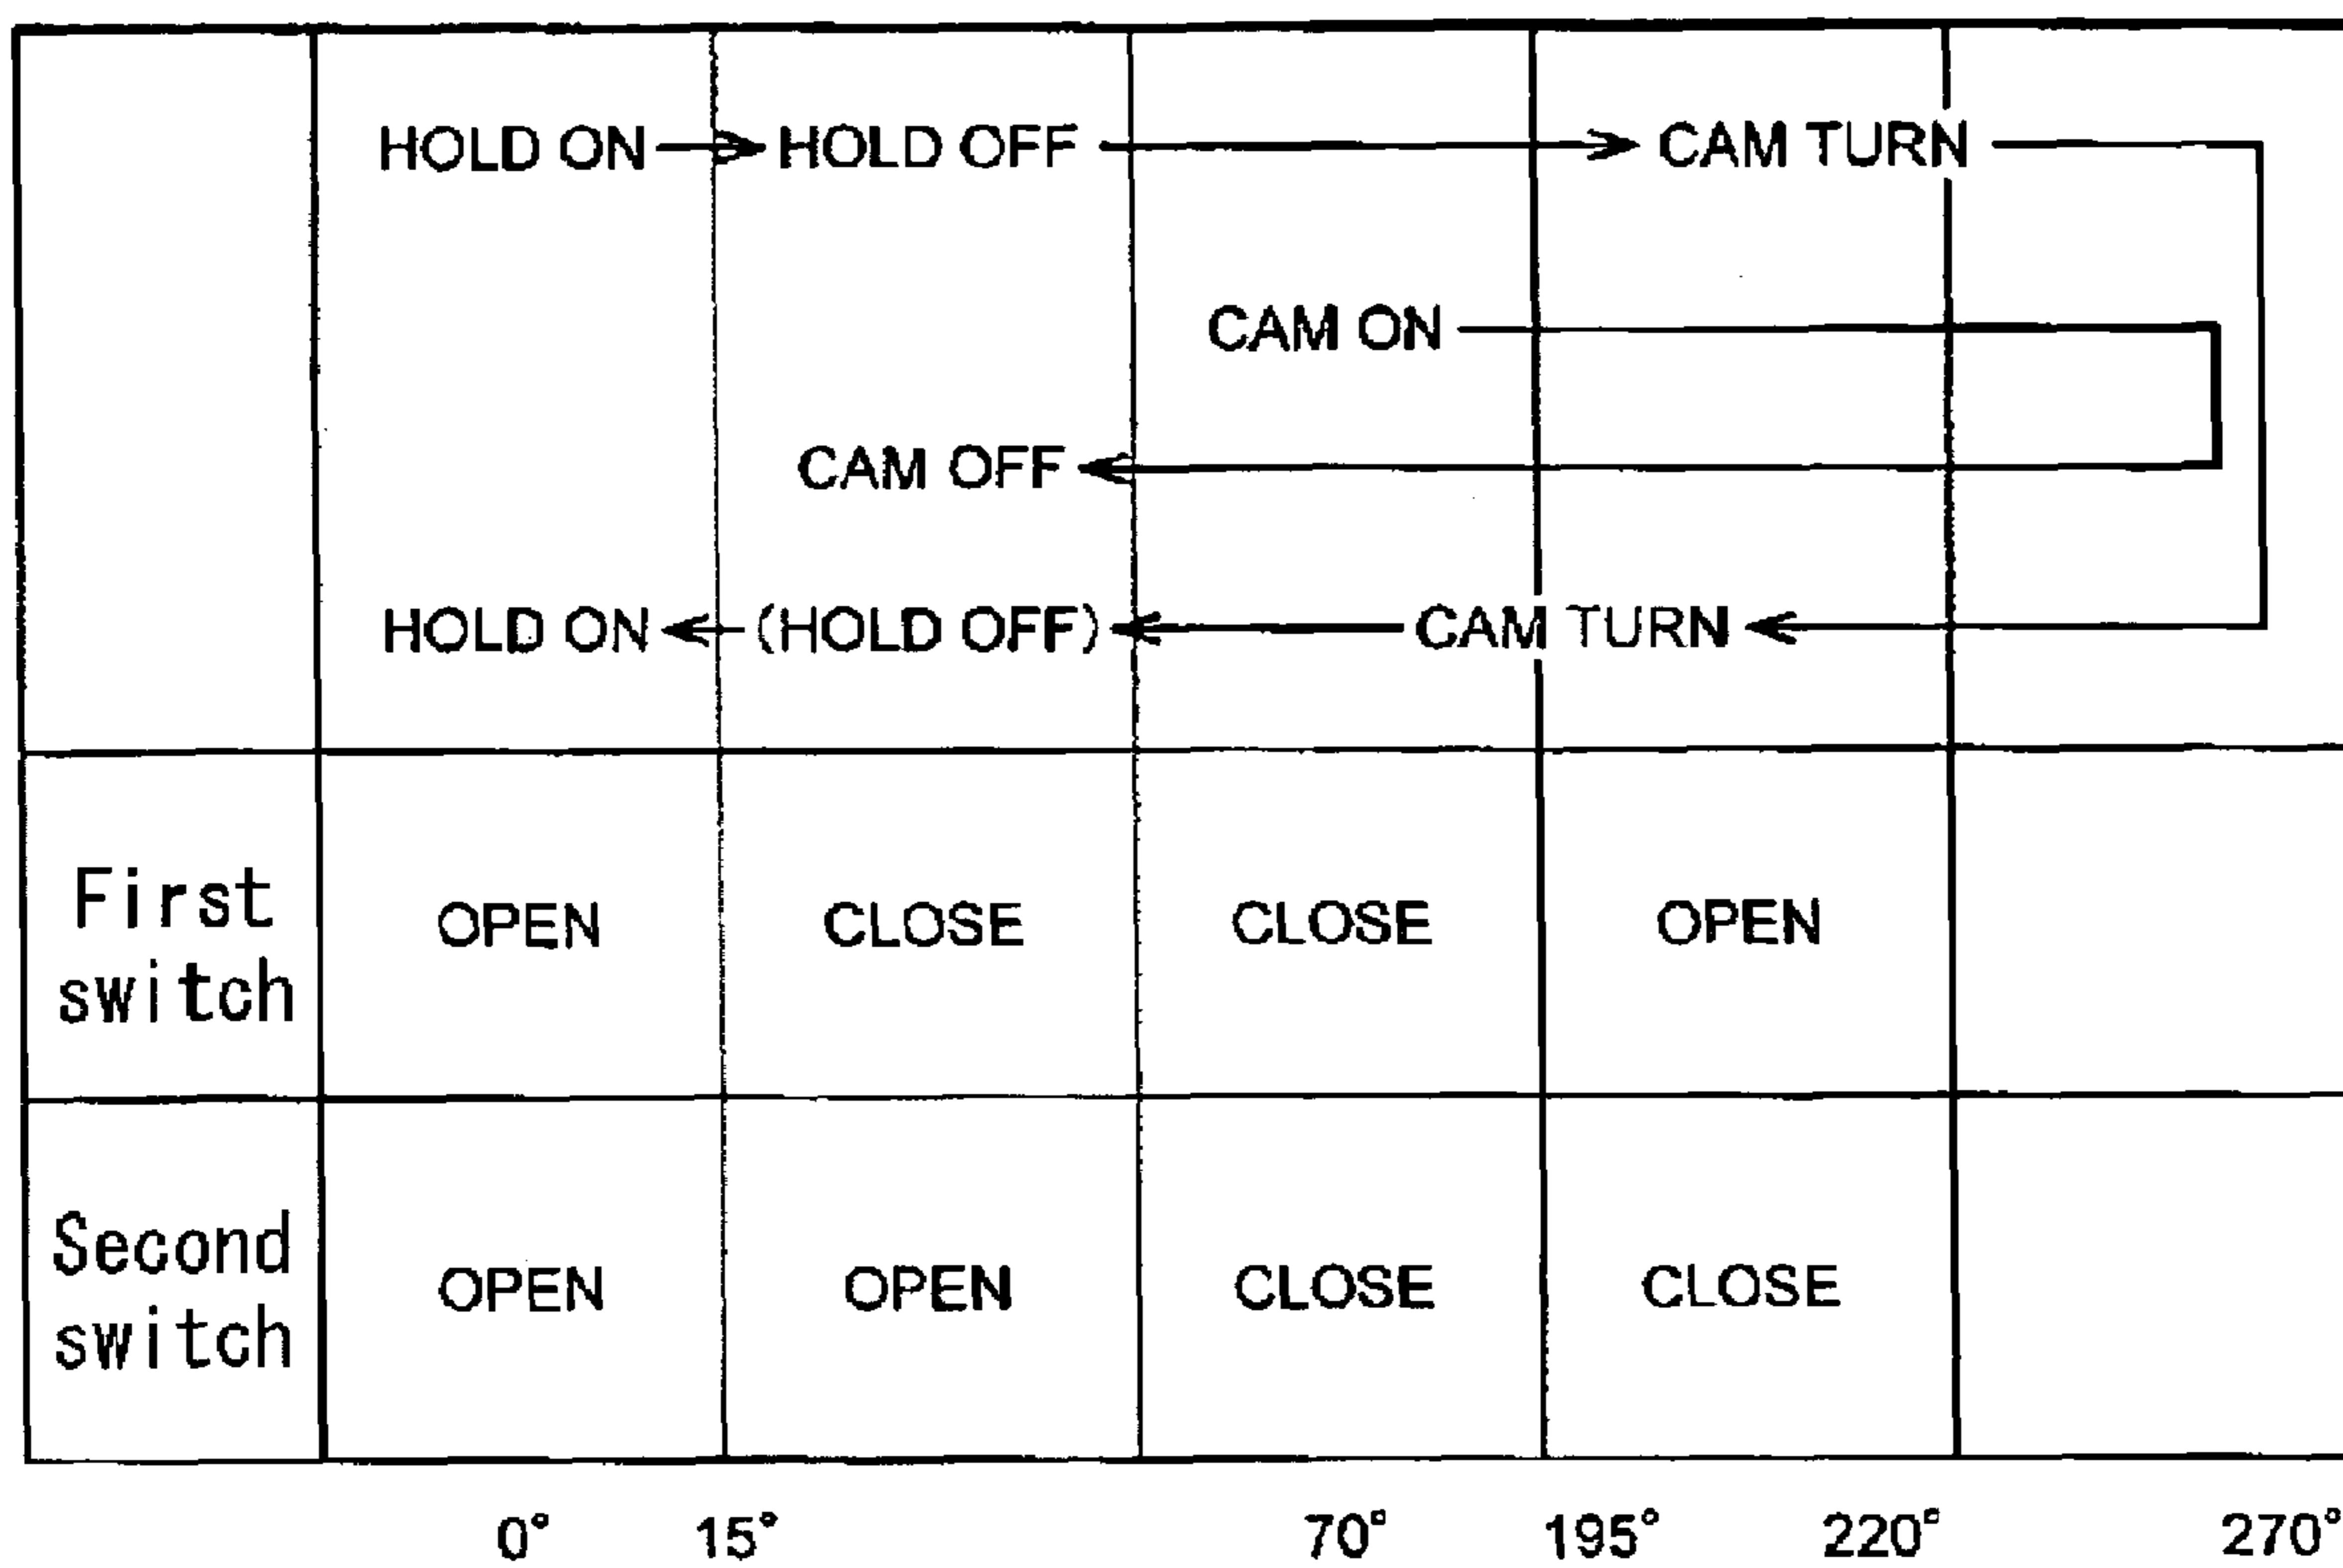 HOLD ON HOLD OFF CAM TURN
CAM ON
CAM OFF
HOLD ON (HOLD OFF) CAM TURN
First
switch
OPEN CLOSE CLOSE OPEN
Second
switch
OPEN OPEN CLOSE CLOSE
0° 15° 70° 195° 220° 270°